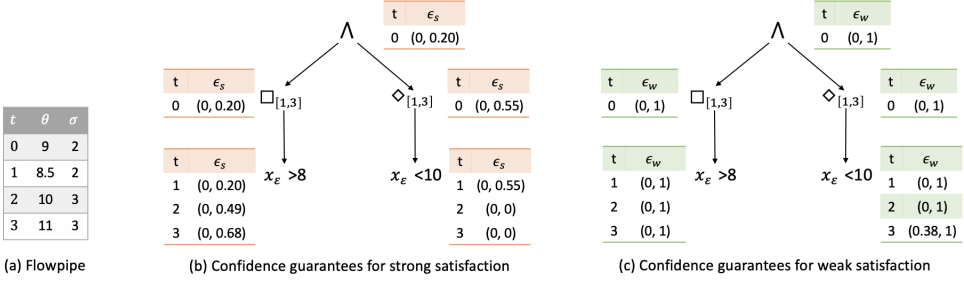 t ϵs
0 (0, 0.20)
∧
t ϵs
0 (0, 0.20)
□[1,3]
◇[1,3]
t ϵs
0 (0, 0.55)
t θ σ
0 9 2
1 8.5 2
2 10 3
3 11 3
t ϵs
1 (0, 0.20)
2 (0, 0.49)
3 (0, 0.68)
xε >8
xε <10
t ϵs
1 (0, 0.55)
2 (0, 0)
3 (0, 0)
t ϵw
0 (0, 1)
∧
t ϵw
0 (0, 1)
□[1,3]
◇[1,3]
t ϵw
0 (0, 1)
t ϵw
1 (0, 1)
2 (0, 1)
3 (0, 1)
xε >8
xε <10
t ϵw
1 (0, 1)
2 (0, 1)
3 (0.38, 1)
(a) Flowpipe
(b) Confidence guarantees for strong satisfaction
(c) Confidence guarantees for weak satisfaction